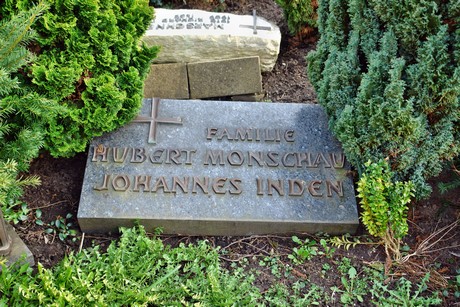 FAMILIE
HUBERT MONSCHAU
JOHANNES INDEN